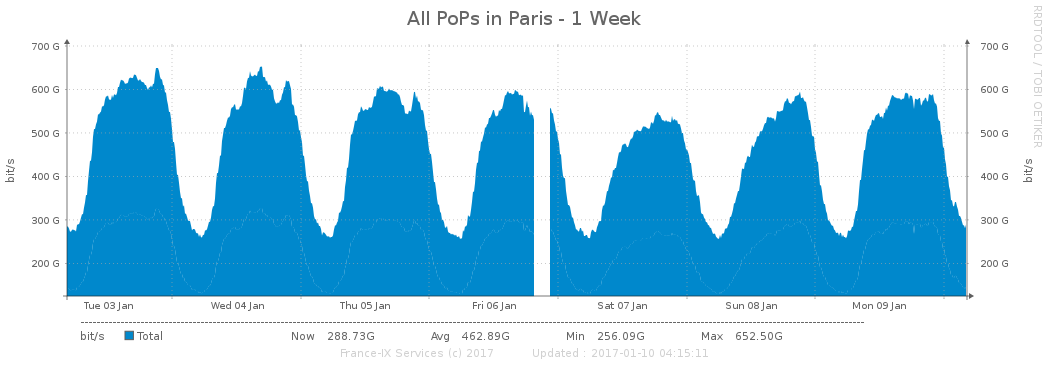 All PoPs in Paris - 1 Week
RRDTOOL / TOBI OETIKER
700 G 700 G
600 G 600 G
500 G 500 G
400 G 400 G
300 G 300 G
200 G 200 G
bit/s bit/s
Tue 03 Jan Wed 04 Jan Thu 05 Jan Fri 06 Jan Sat 07 Jan Sun 08 Jan Mon 09 Jan
bit/s Total Now 288.73G Avg 462.89G Min 256.09G Max 652.50G
France-IX Services (c) 2017 Updated : 2017-01-10 04:15:11